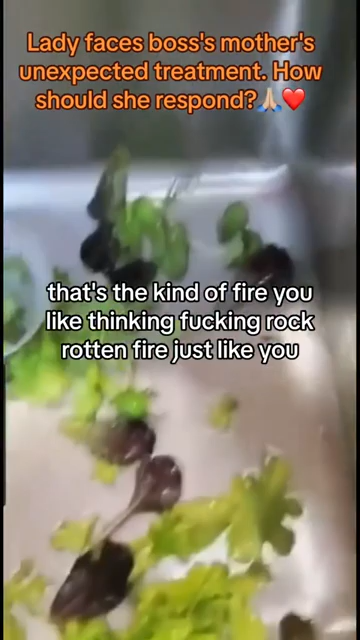 Lady faces boss's mother's
unexpected treatment. How
should she respond?🙏🏼❤️
that's the kind of fire you
like thinking fucking rock
rotten fire just like you